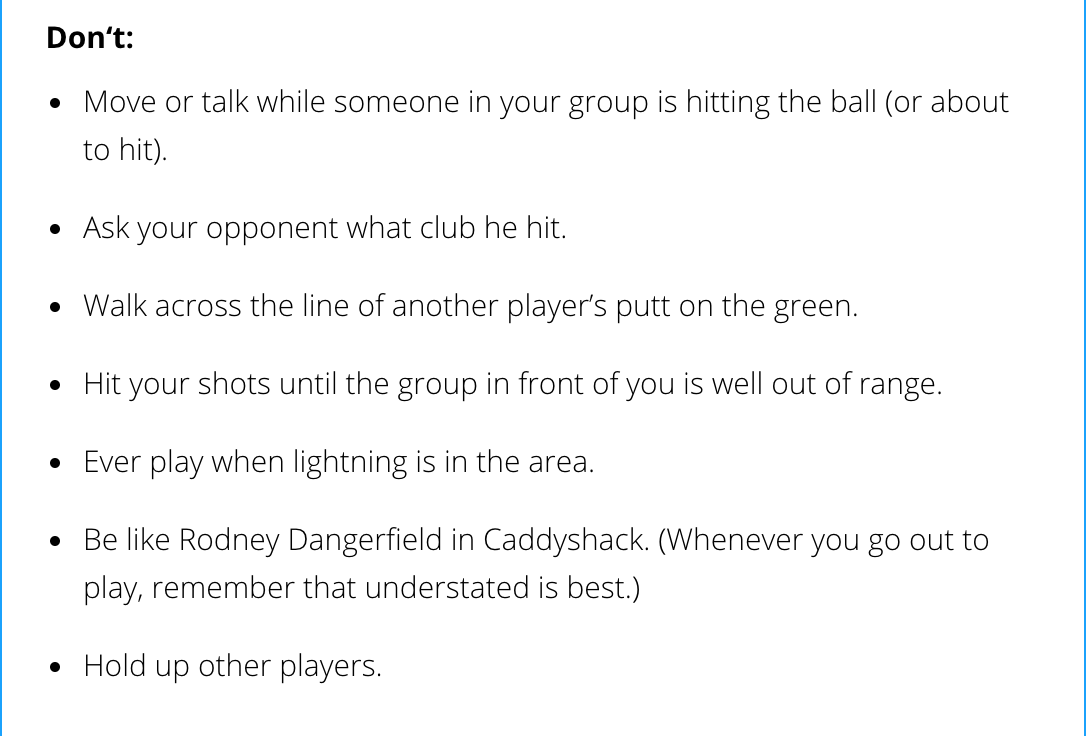 Don‘t:
• Move or talk while someone in your group is hitting the ball (or about
to hit).
• Ask your opponent what club he hit.
• Walk across the line of another player’s putt on the green.
• Hit your shots until the group in front of you is well out of range.
• Ever play when lightning is in the area.
• Be like Rodney Dangerfield in Caddyshack. (Whenever you go out to
play, remember that understated is best.)
• Hold up other players.